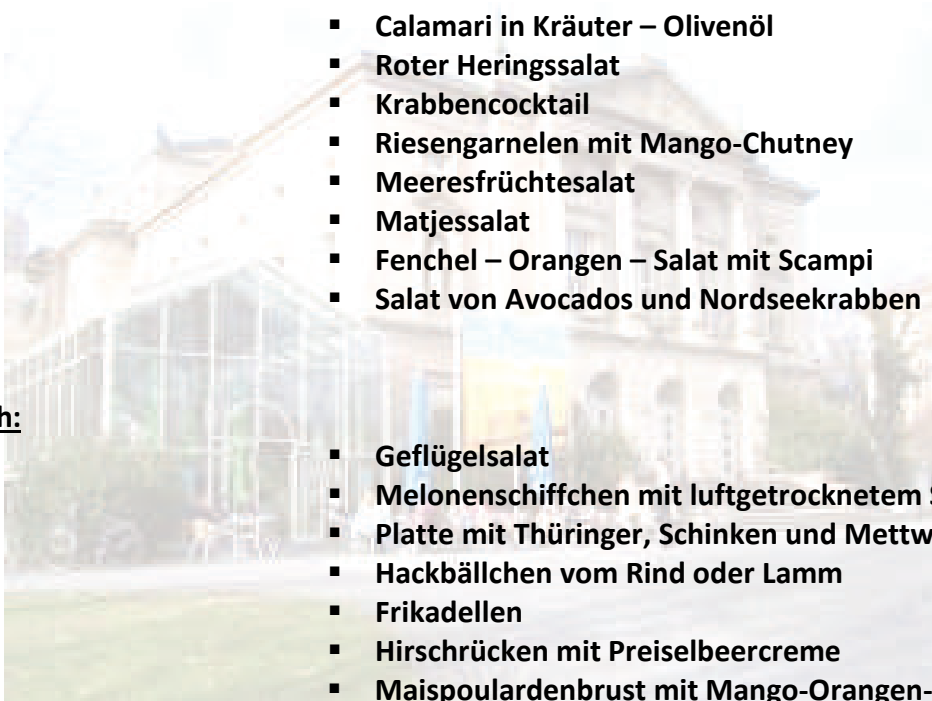 ▪ Calamari in Kräuter – Olivenöl
▪ Roter Heringssalat
▪ Krabbencocktail
▪ Riesengarnelen mit Mango-Chutney
▪ Meeresfrüchtesalat
▪ Matjessalat
▪ Fenchel – Orangen – Salat mit Scampi
▪ Salat von Avocados und Nordseekrabben
h:
▪ Geflügelsalat
▪ Melonenschiffchen mit luftgetrocknetem S
▪ Platte mit Thüringer, Schinken und Mettw
▪ Hackbällchen vom Rind oder Lamm
▪ Frikadellen
▪ Hirschrücken mit Preiselbeercreme
▪ Maispoulardenbrust mit Mango-Orangen-